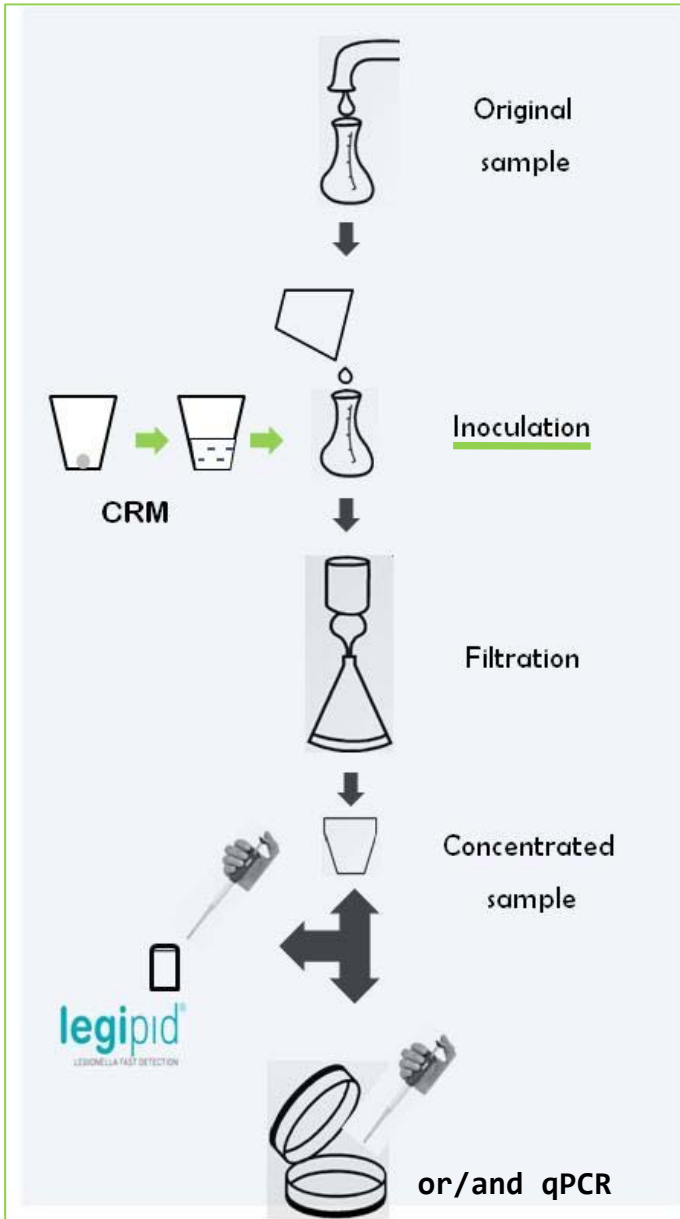 Original
sample
Inoculation
CRM
Filtration
Concentrated
sample
legipid®
LEGIONELLA FAST DETECTION
or/and qPCR